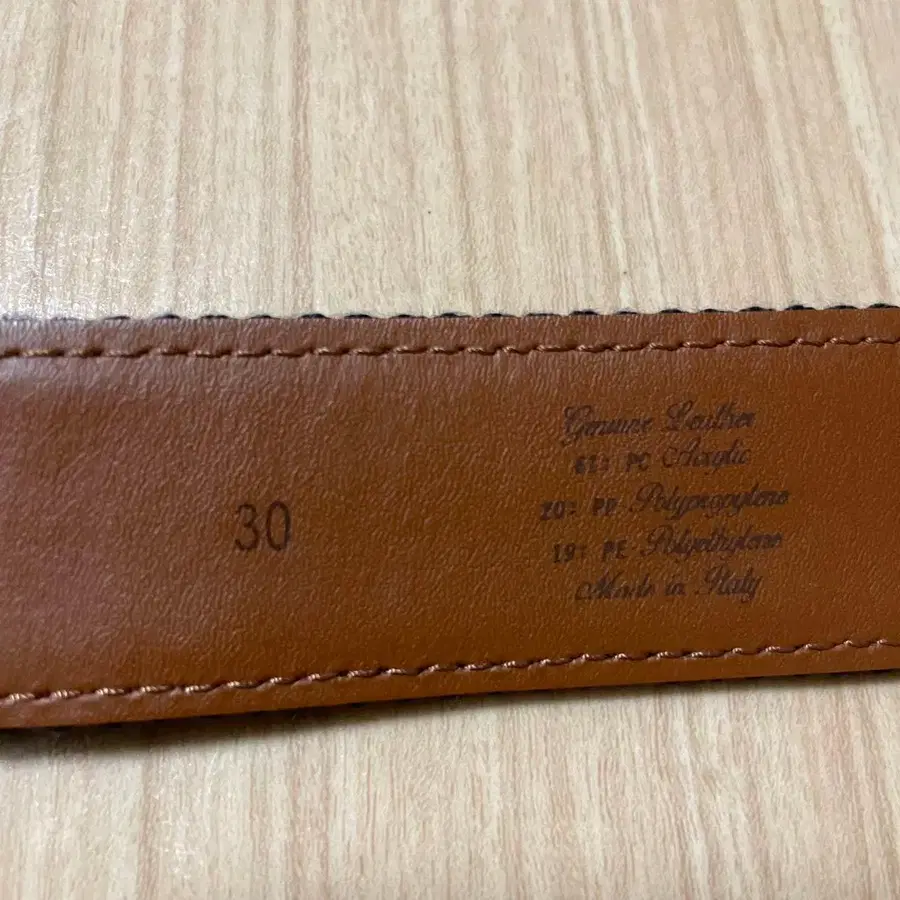 30
Genuine Leather
61: PC Acrylic
20: PP Polypropylene
19: PE Polyethylene
Made in Italy